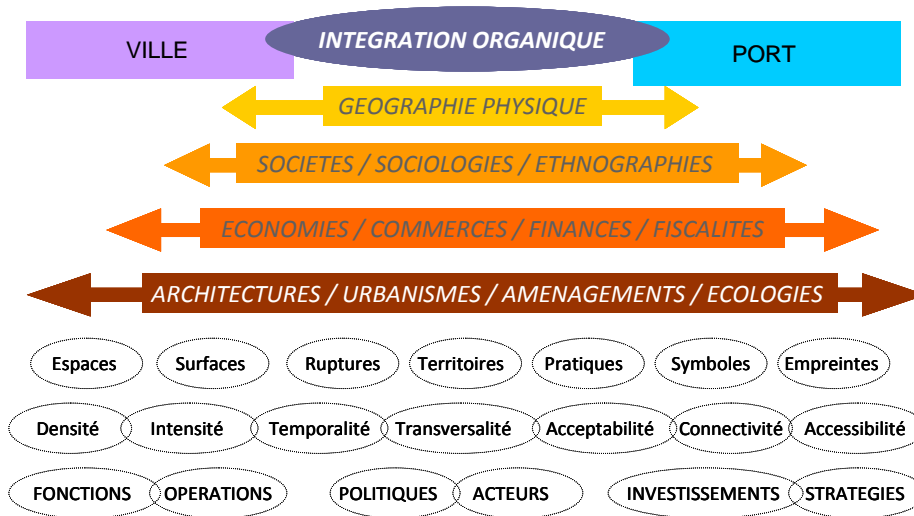 VILLE
INTEGRATION ORGANIQUE
PORT
GEOGRAPHIE PHYSIQUE
SOCIETES / SOCIOLOGIES / ETHNOGRAPHIES
ECONOMIES / COMMERCES / FINANCES / FISCALITES
ARCHITECTURES / URBANISMES / AMENAGEMENTS / ECOLOGIES
Espaces Surfaces Ruptures Territoires Pratiques Symboles Empreintes
Densité Intensité Temporalité Transversalité Acceptabilité Connectivité Accessibilité
FONCTIONS OPERATIONS POLITIQUES ACTEURS INVESTISSEMENTS STRATEGIES